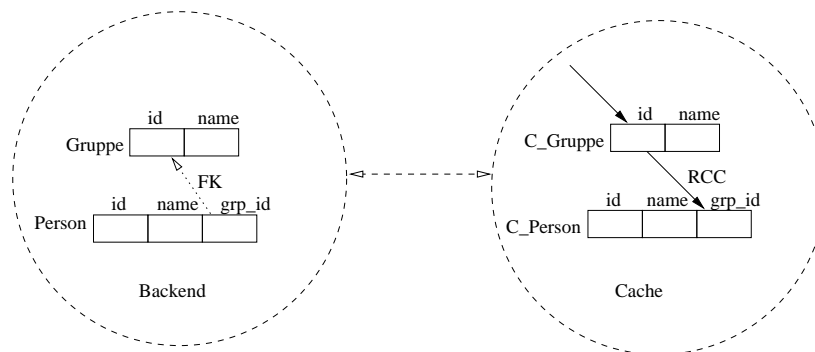 id name
Gruppe
FK
id name grp_id
Person
Backend
id name
C_Gruppe
RCC
id name grp_id
C_Person
Cache